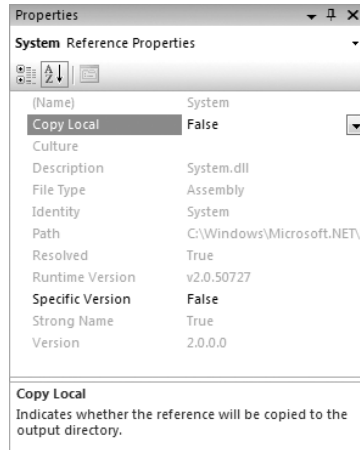 Properties
System Reference Properties
(Name) System
Copy Local False
Culture
Description System.dll
File Type Assembly
Identity System
Path C:\Windows\Microsoft.NET\
Resolved True
Runtime Version v2.0.50727
Specific Version False
Strong Name True
Version 2.0.0.0
Copy Local
Indicates whether the reference will be copied to the
output directory.